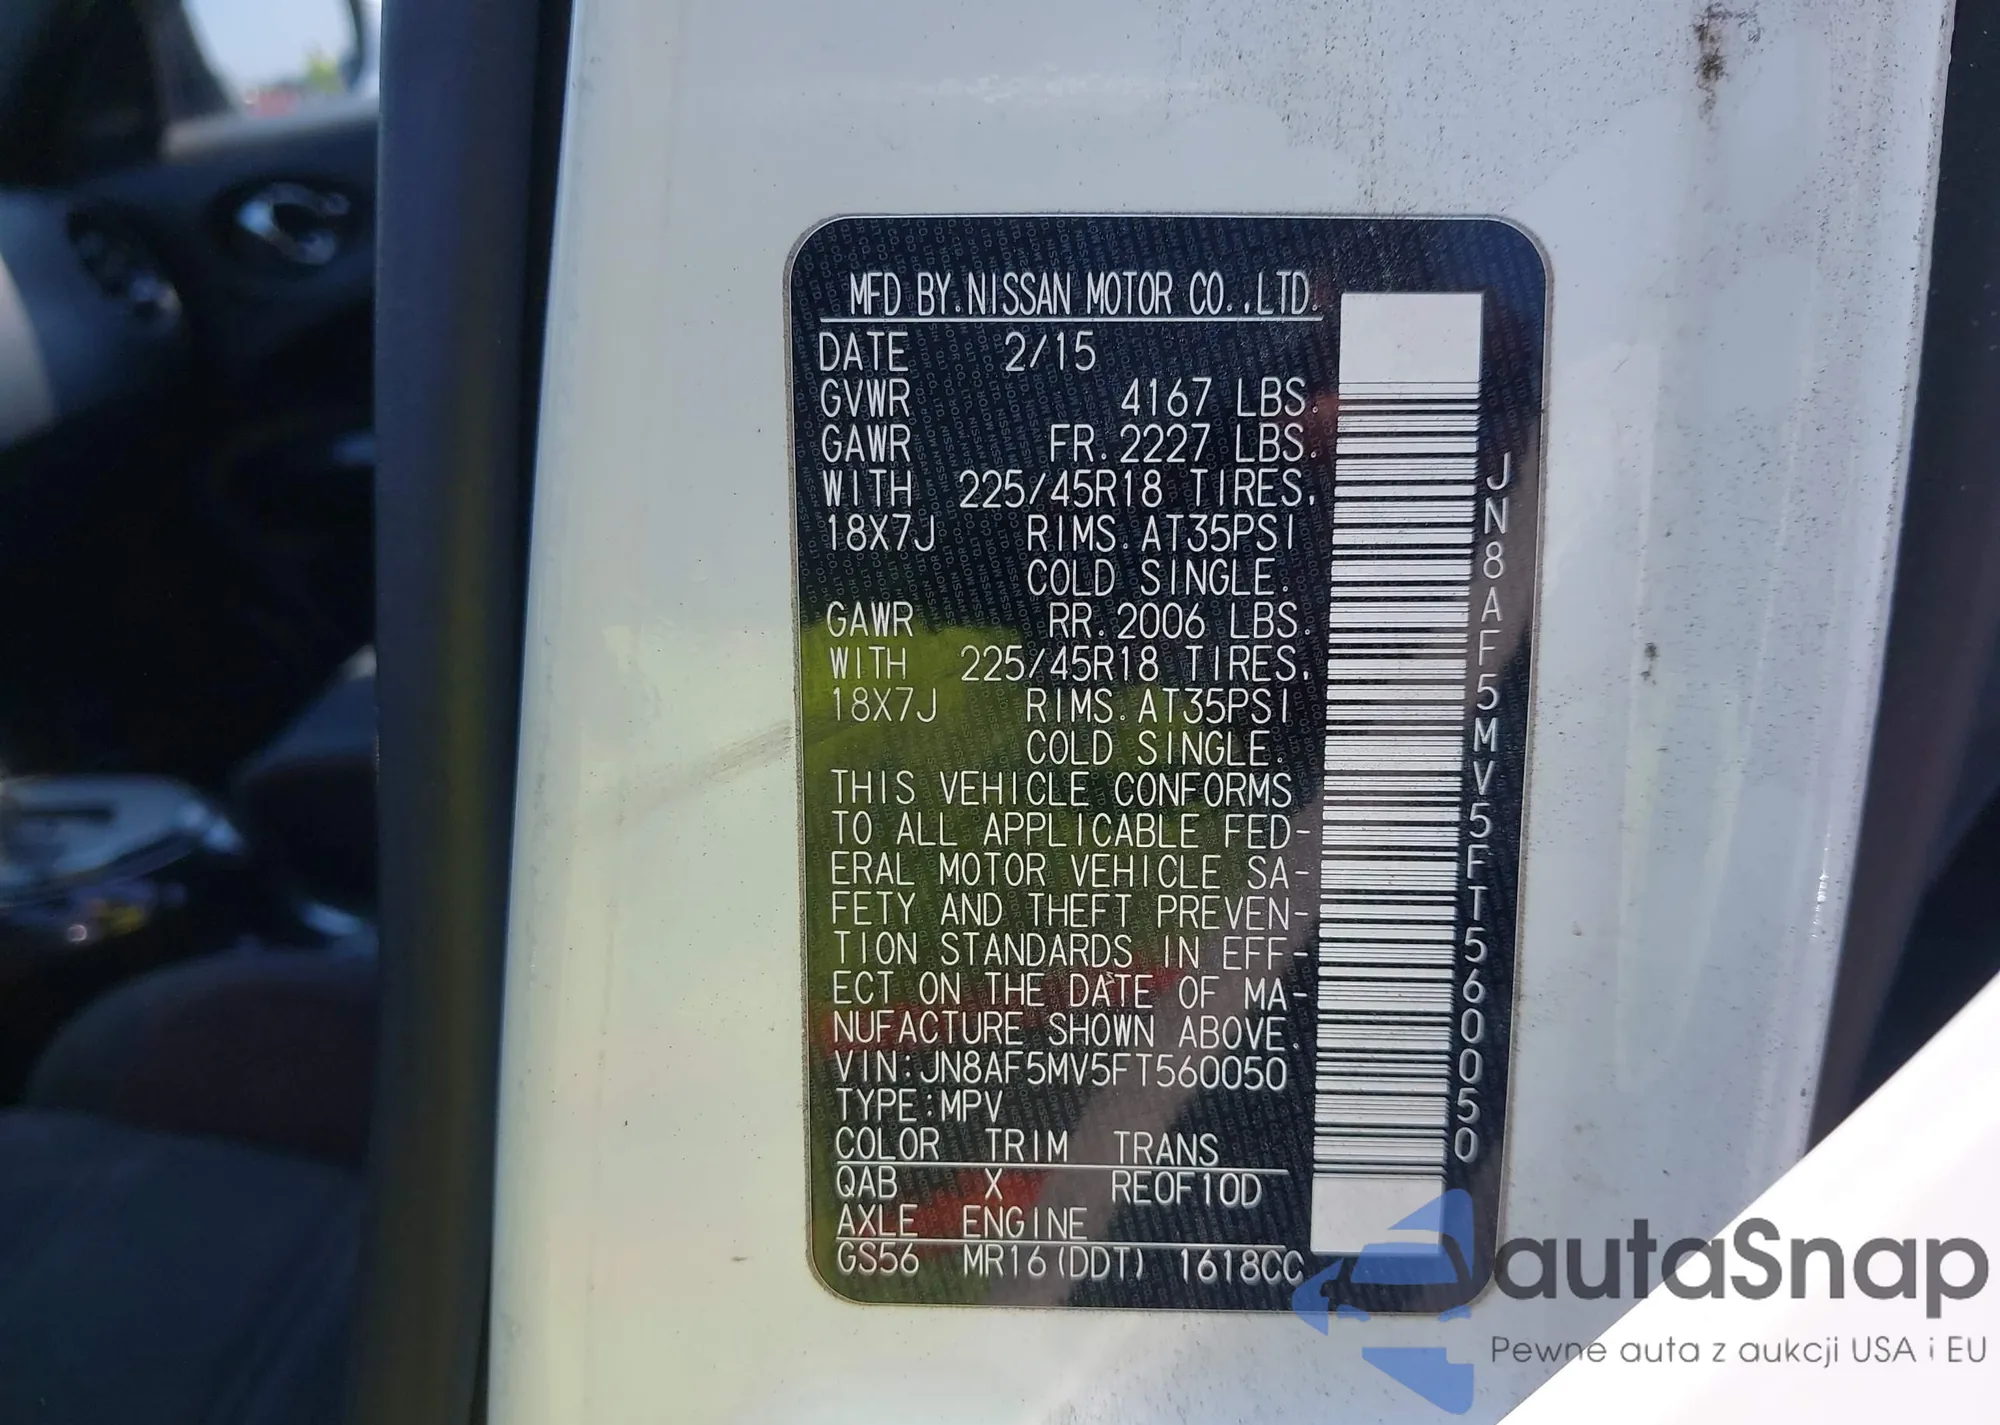 MFD BY.NISSAN MOTOR CO.,LTD.
DATE 2/15
GVWR 4167 LBS.
GAWR FR. 2227 LBS.
WITH 225/45R18 TIRES,
18X7J RIMS. AT35PSI
COLD SINGLE.
GAWR RR. 2006 LBS.
WITH 225/45R18 TIRES,
18X7J RIMS. AT35PSI
COLD SINGLE.
THIS VEHICLE CONFORMS
TO ALL APPLICABLE FED-
ERAL MOTOR VEHICLE SA-
FETY AND THEFT PREVEN-
TION STANDARDS IN EFF-
ECT ON THE DATE OF MA-
NUFACTURE SHOWN ABOVE.
VIN:JN8AF5MV5FT560050
TYPE:MPV
COLOR TRIM TRANS
QAB X RE0F10D
AXLE ENGINE
GS56 MR16(DDT) 1618CC
JN8AF5MV5FT560050
autoSnap
Pewne auta z aukcji USA i EU